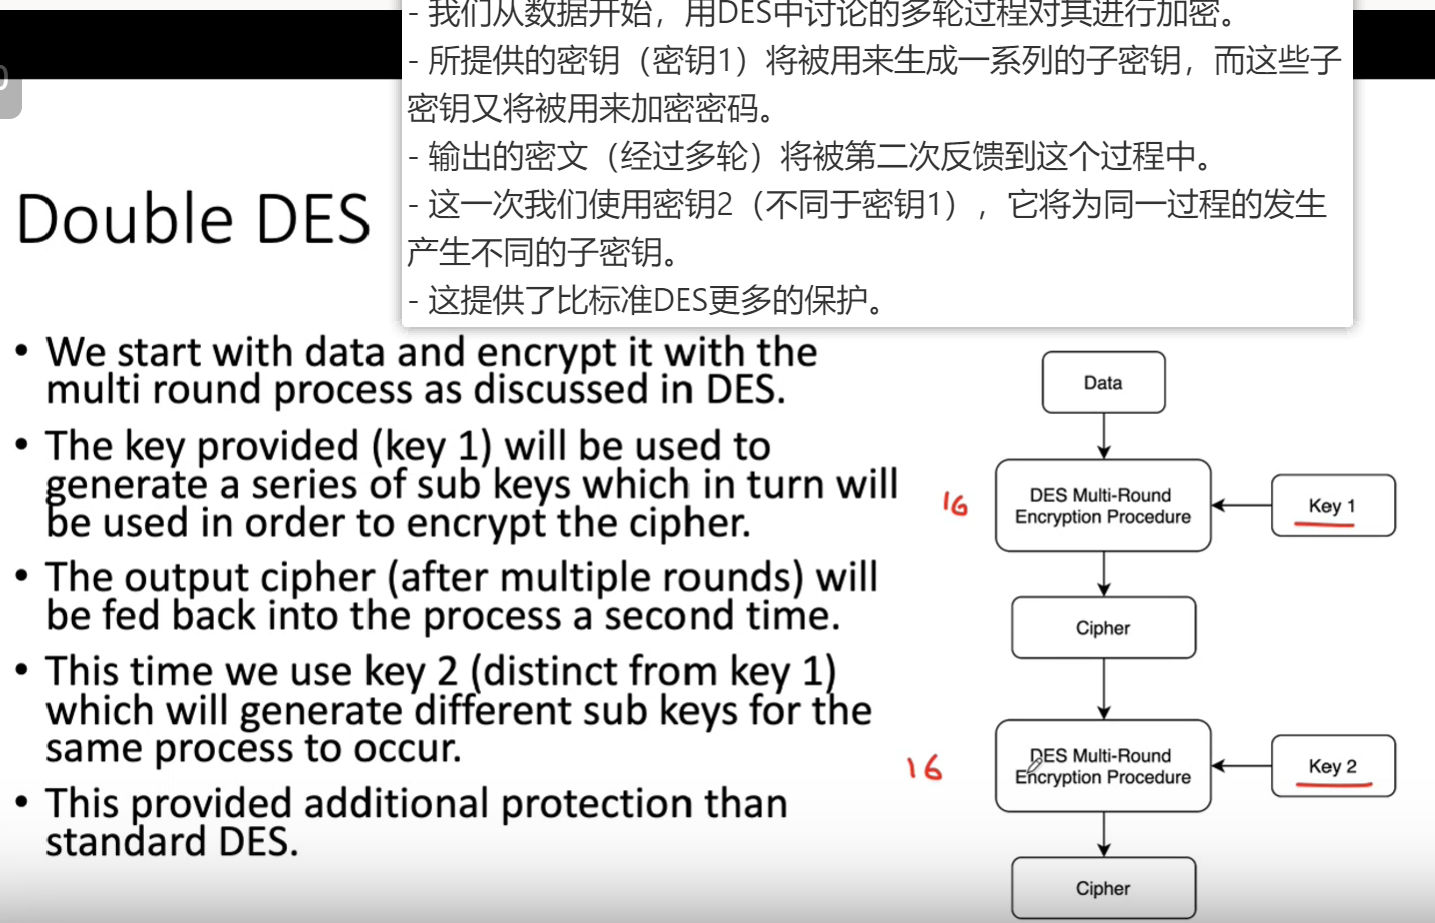 - 我们从数据开始，用DES中讨论的多轮过程对其进行加密。
- 所提供的密钥（密钥1）将被用来生成一系列的子密钥，而这些子
密钥又将被用来加密密码。
- 输出的密文（经过多轮）将被第二次反馈到这个过程中。
- 这一次我们使用密钥2（不同于密钥1），它将为同一过程的发生
产生不同的子密钥。
- 这提供了比标准DES更多的保护。
Double DES
• We start with data and encrypt it with the
multi round process as discussed in DES.
• The key provided (key 1) will be used to
generate a series of sub keys which in turn will
be used in order to encrypt the cipher.
• The output cipher (after multiple rounds) will
be fed back into the process a second time.
• This time we use key 2 (distinct from key 1)
which will generate different sub keys for the
same process to occur.
• This provided additional protection than
standard DES.
Data
16
DES Multi-Round
Encryption Procedure
Key 1
Cipher
16
DES Multi-Round
Encryption Procedure
Key 2
Cipher